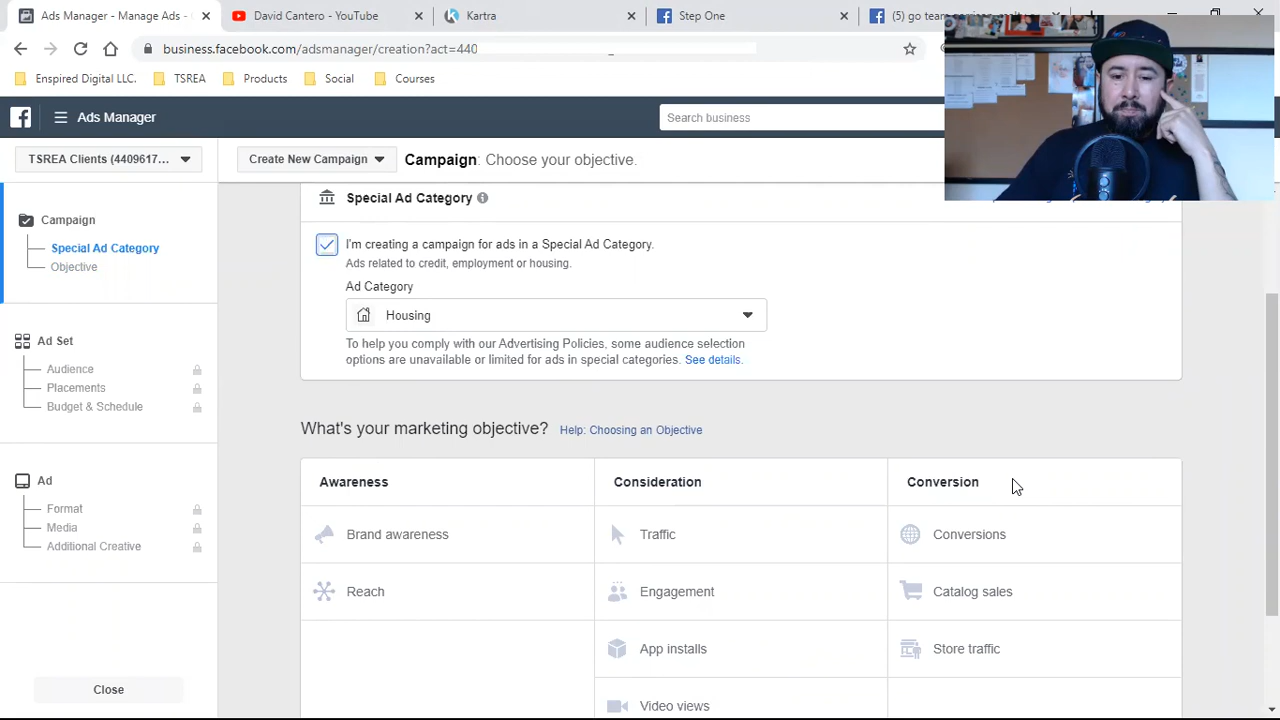 Ads Manager - Manage Ads -
David Cantero - YouTube
Kartra
Step One
(5) go team
business.facebook.com/adsmanager/creation?act=440
Enspired Digital LLC.
TSREA
Products
Social
Courses
Ads Manager
Search business
TSREA Clients (4409617...
Create New Campaign
Campaign: Choose your objective.
Campaign
Special Ad Category
Objective
Ad Set
Audience
Placements
Budget & Schedule
Ad
Format
Media
Additional Creative
Close
Special Ad Category
I'm creating a campaign for ads in a Special Ad Category.
Ads related to credit, employment or housing.
Ad Category
Housing
To help you comply with our Advertising Policies, some audience selection
options are unavailable or limited for ads in special categories. See details.
What's your marketing objective? Help: Choosing an Objective
Awareness
Consideration
Conversion
Brand awareness
Traffic
Conversions
Reach
Engagement
Catalog sales
App installs
Store traffic
Video views